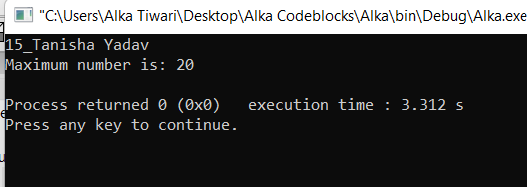 "C:\Users\Alka Tiwari\Desktop\Alka Codeblocks\Alka\bin\Debug\Alka.exe
15_Tanisha Yadav
Maximum number is: 20
Process returned 0 (0x0)   execution time : 3.312 s
Press any key to continue.